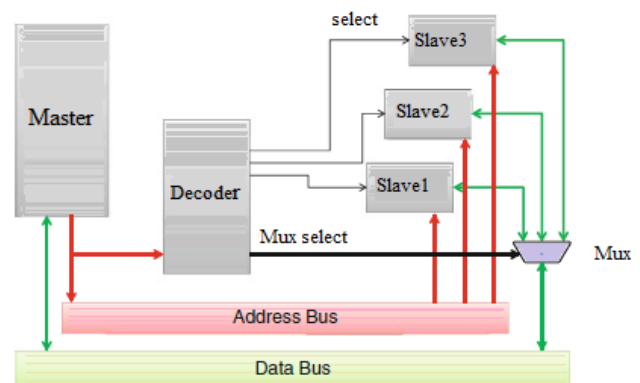 select
Slave3
Master
Slave2
Decoder
Slave1
Mux select
Mux
Address Bus
Data Bus